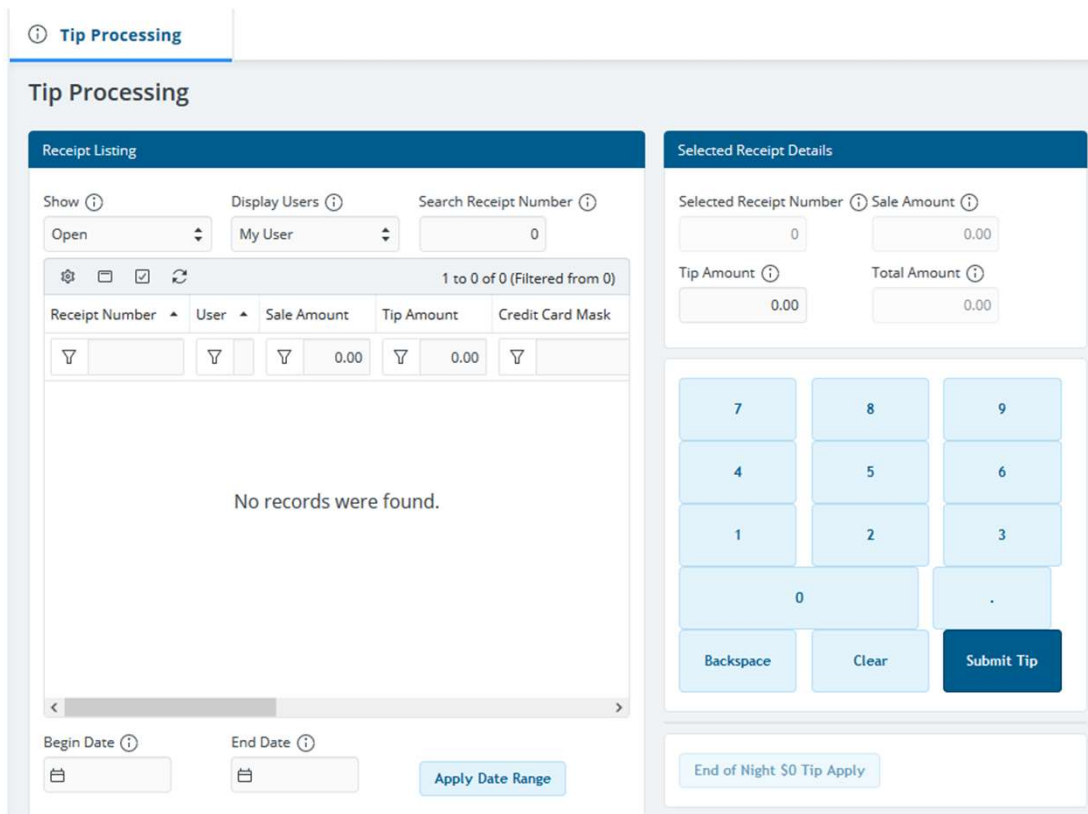 Tip Processing
Tip Processing
Receipt Listing
Show
Display Users
Search Receipt Number
Open
My User
0
1 to 0 of 0 (Filtered from 0)
Receipt Number User Sale Amount Tip Amount Credit Card Mask
0.00 0.00
No records were found.
Begin Date
End Date
Apply Date Range
Selected Receipt Details
Selected Receipt Number Sale Amount
0 0.00
Tip Amount Total Amount
0.00 0.00
7 8 9
4 5 6
1 2 3
0 .
Backspace Clear Submit Tip
End of Night $0 Tip Apply